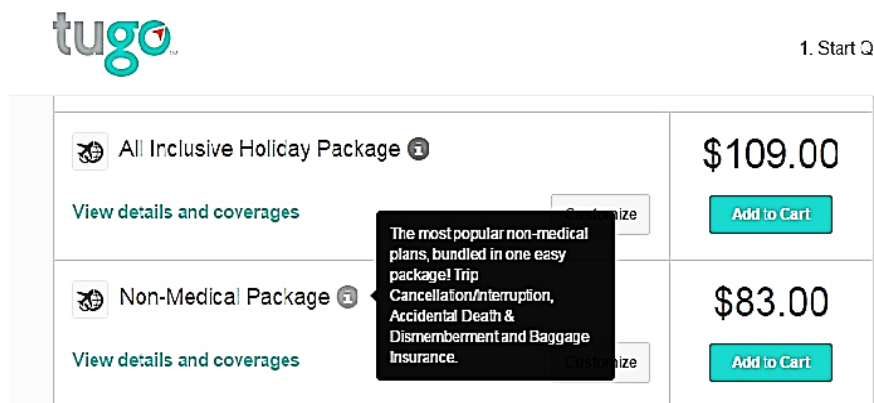 tugo
1. Start Q
All Inclusive Holiday Package
$109.00
View details and coverages
Customize
Add to Cart
Non-Medical Package
The most popular non-medical
plans, bundled in one easy
package! Trip
Cancellation/Interruption,
Accidental Death &
Dismemberment and Baggage
Insurance.
$83.00
View details and coverages
Customize
Add to Cart